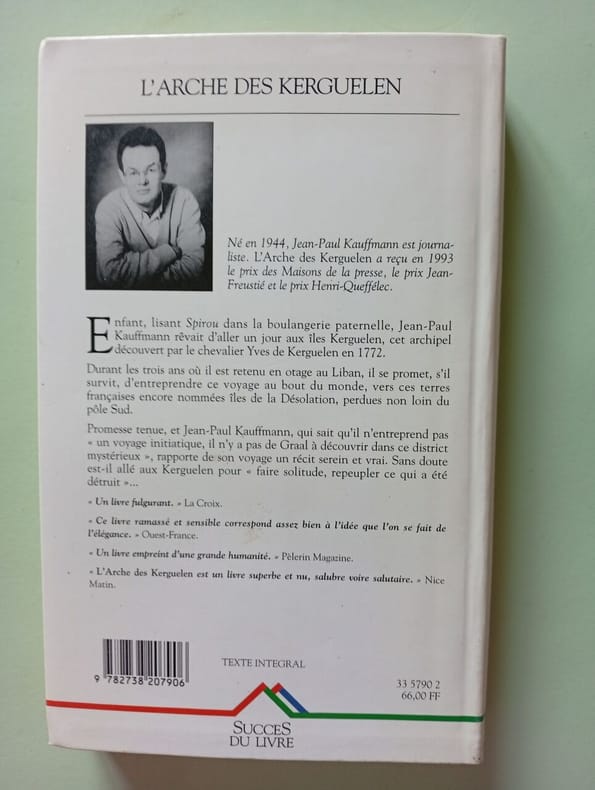 L'ARCHE DES KERGUELEN
Né en 1944, Jean-Paul Kauffmann est journa-
liste. L'Arche des Kerguelen a reçu en 1993
le prix des Maisons de la presse, le prix Jean-
Freustié et le prix Henri-Queffélec.
Enfant, lisant Spirou dans la boulangerie paternelle, Jean-Paul
Kauffmann rêvait d'aller un jour aux îles Kerguelen, cet archipel
découvert par le chevalier Yves de Kerguelen en 1772.
Durant les trois ans où il est retenu en otage au Liban, il se promet, s'il
survit, d'entreprendre ce voyage au bout du monde, vers ces terres
françaises encore nommées îles de la Désolation, perdues non loin du
pôle Sud.
Promesse tenue, et Jean-Paul Kauffmann, qui sait qu'il n'entreprend pas
« un voyage initiatique, il n'y a pas de Graal à découvrir dans ce district
mystérieux », rapporte de son voyage un récit serein et vrai. Sans doute
est-il allé aux Kerguelen pour « faire solitude, repeupler ce qui a été
détruit »...
« Un livre fulgurant. » La Croix.
« Ce livre ramassé et sensible correspond assez bien à l'idée que l'on se fait de
l'élégance. » Ouest-France.
« Un livre empreint d'une grande humanité. » Pèlerin Magazine.
« L'Arche des Kerguelen est un livre superbe et nu, salubre voire salutaire. » Nice
Matin.
TEXTE INTEGRAL
9 782738 207906
33 5790 2
66,00 FF
SUCCES
DU LIVRE